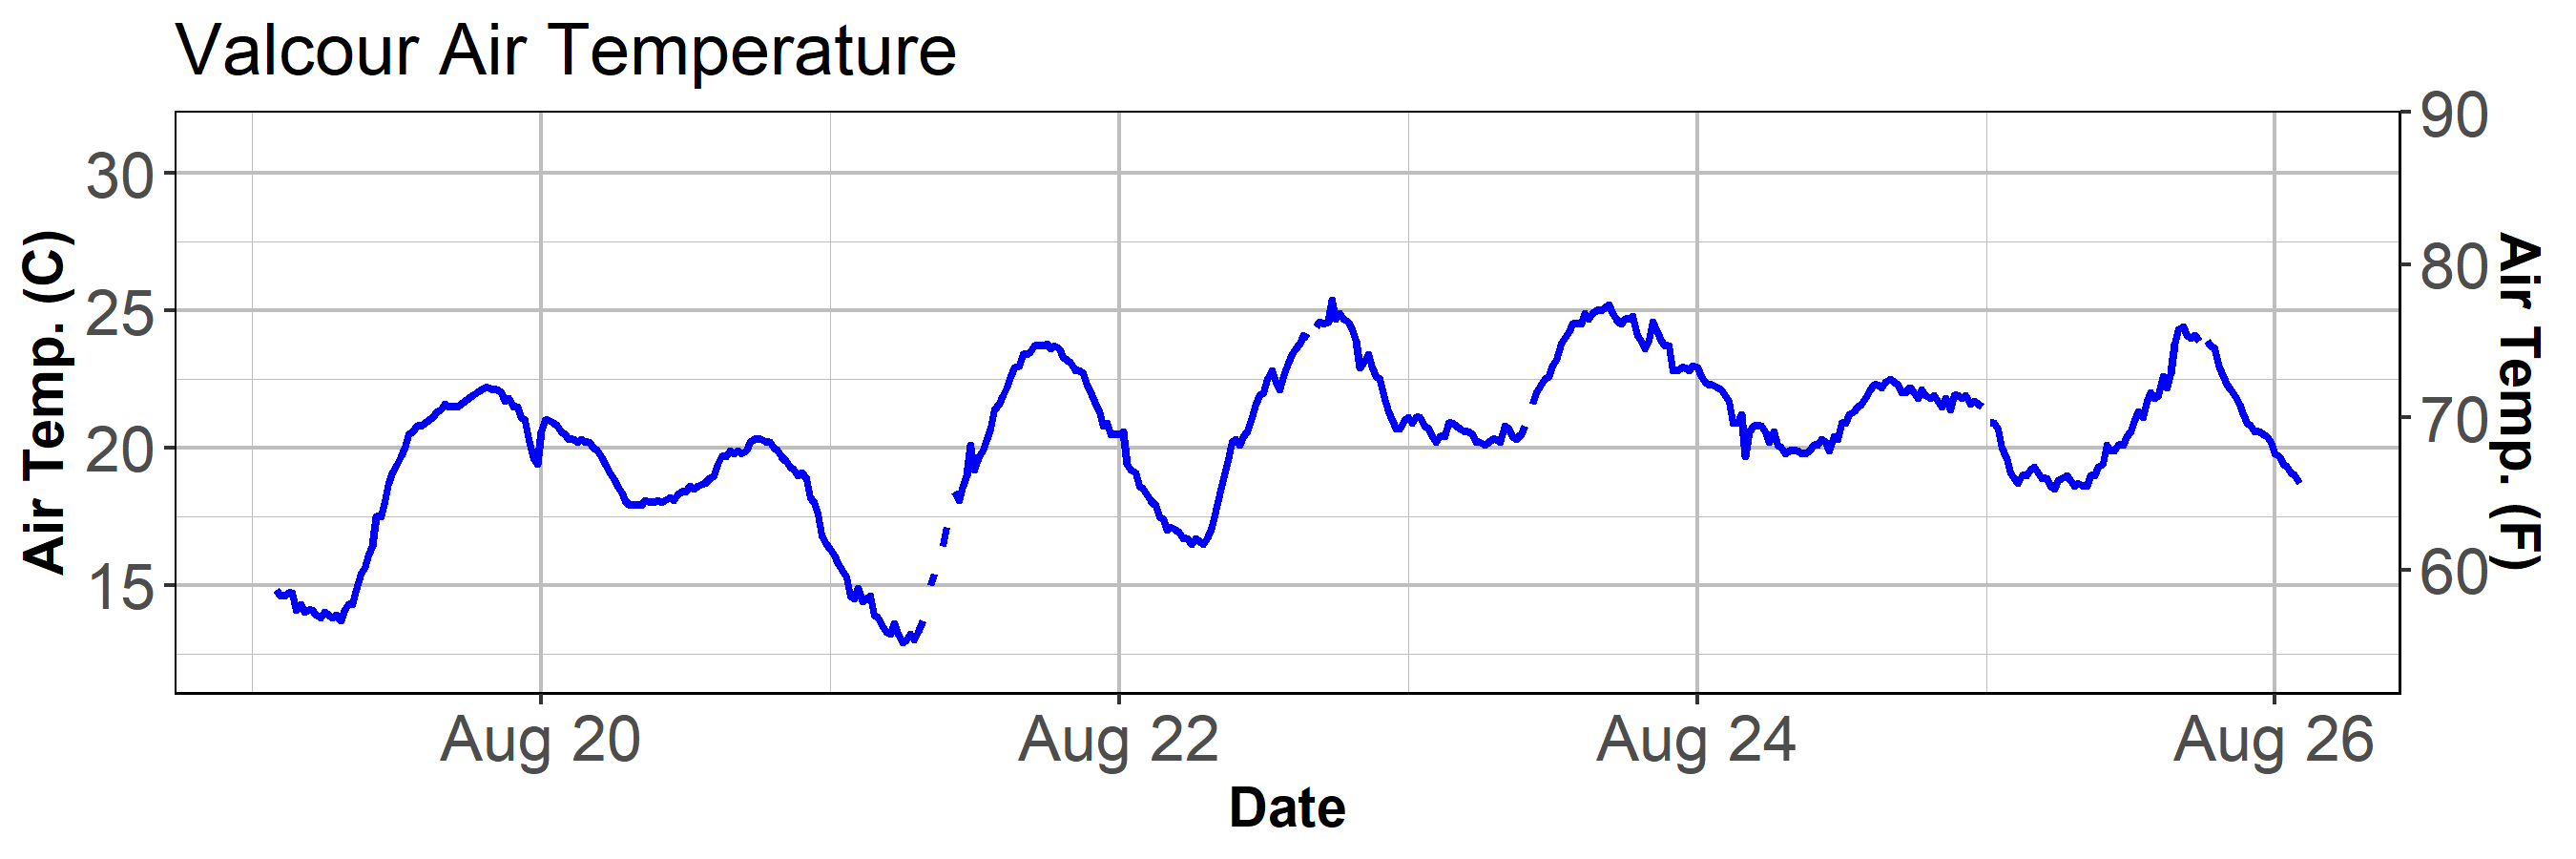 Valcour Air Temperature
Air Temp. (C)
30
25
20
15
90
80
70
60
Air Temp. (F)
Aug 20
Aug 22
Aug 24
Aug 26
Date